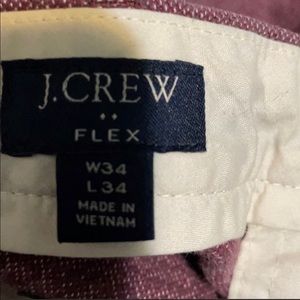 J.CREW
FLEX
W34
L34
MADE IN
VIETNAM